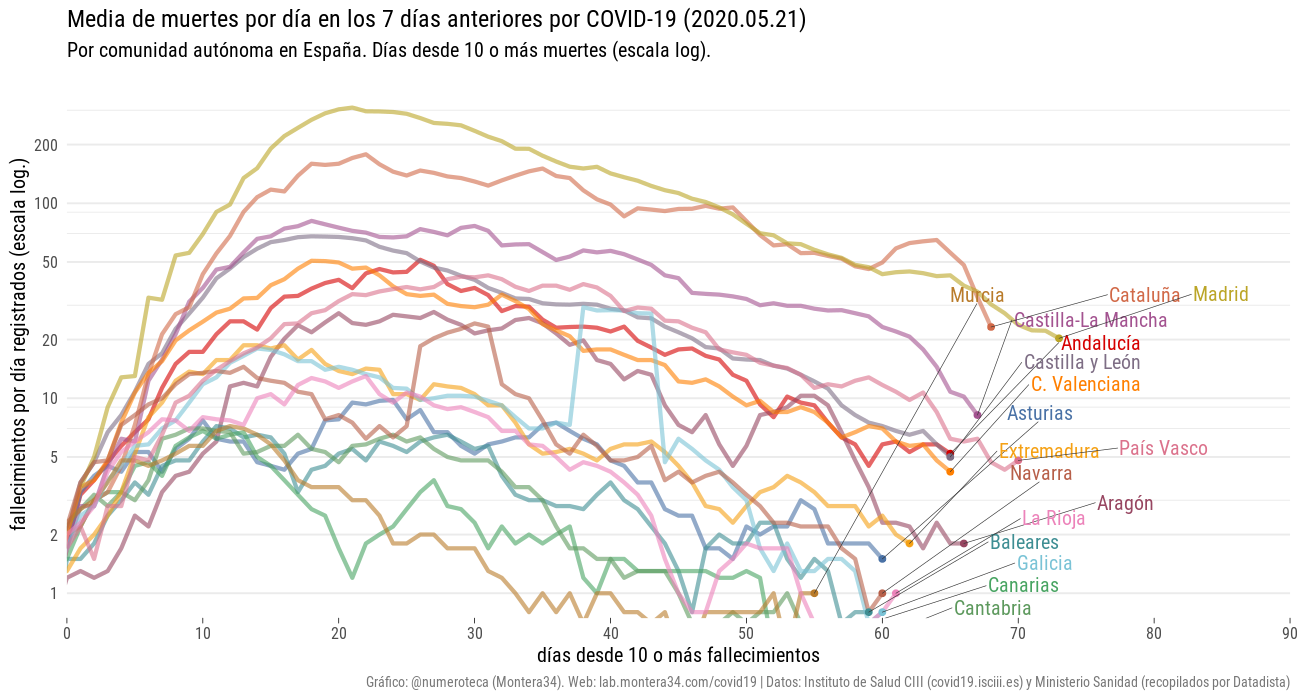 Media de muertes por día en los 7 días anteriores por COVID-19 (2020.05.21)
Por comunidad autónoma en España. Días desde 10 o más muertes (escala log).
fallecimientos por día registrados (escala log.)
200
100
50
20
10
5
2
1
Murcia
Cataluña
Madrid
Castilla-La Mancha
Andalucía
Castilla y León
C. Valenciana
Asturias
Extremadura
País Vasco
Navarra
Aragón
La Rioja
Baleares
Galicia
Canarias
Cantabria
0 10 20 30 40 50 60 70 80 90
días desde 10 o más fallecimientos
Gráfico: @numeroteca (Montera34). Web: lab.montera34.com/covid19 | Datos: Instituto de Salud CIII (covid19.isciii.es) y Ministerio Sanidad (recopilados por Datadista)